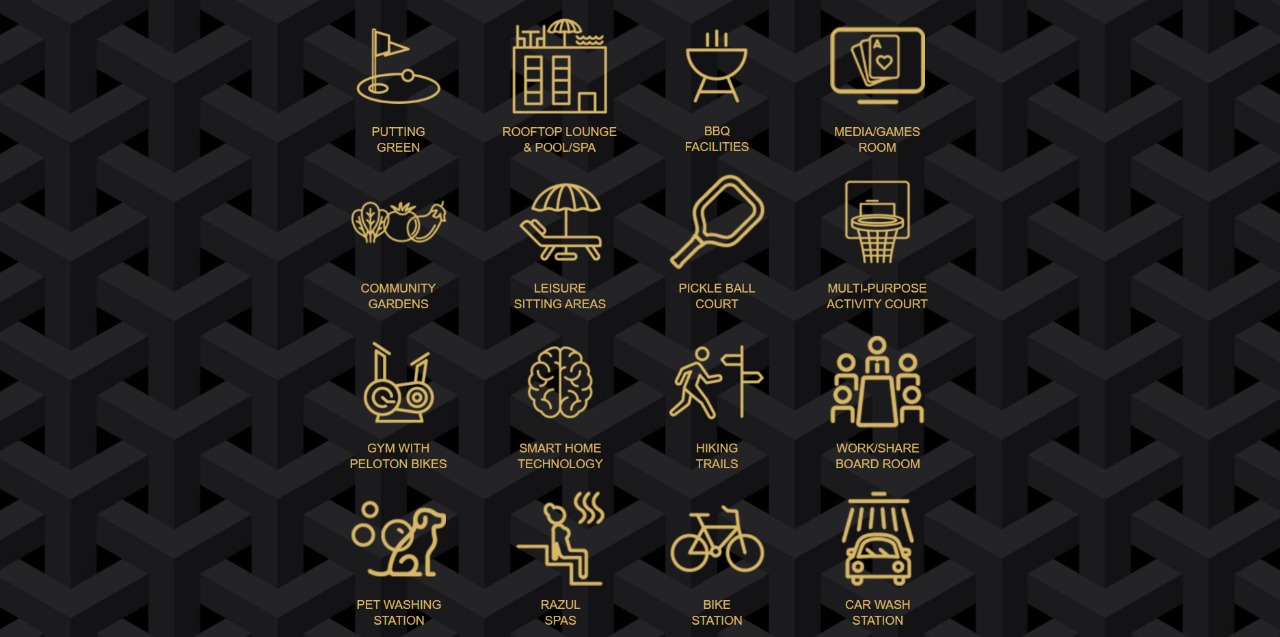 PUTTING
GREEN
ROOFTOP LOUNGE
& POOL/SPA
BBQ
FACILITIES
A
MEDIA/GAMES
ROOM
COMMUNITY
GARDENS
LEISURE
SITTING AREAS
PICKLE BALL
COURT
MULTI-PURPOSE
ACTIVITY COURT
GYM WITH
PELOTON BIKES
SMART HOME
TECHNOLOGY
HIKING
TRAILS
WORK/SHARE
BOARD ROOM
PET WASHING
STATION
RAZUL
SPAS
BIKE
STATION
CAR WASH
STATION